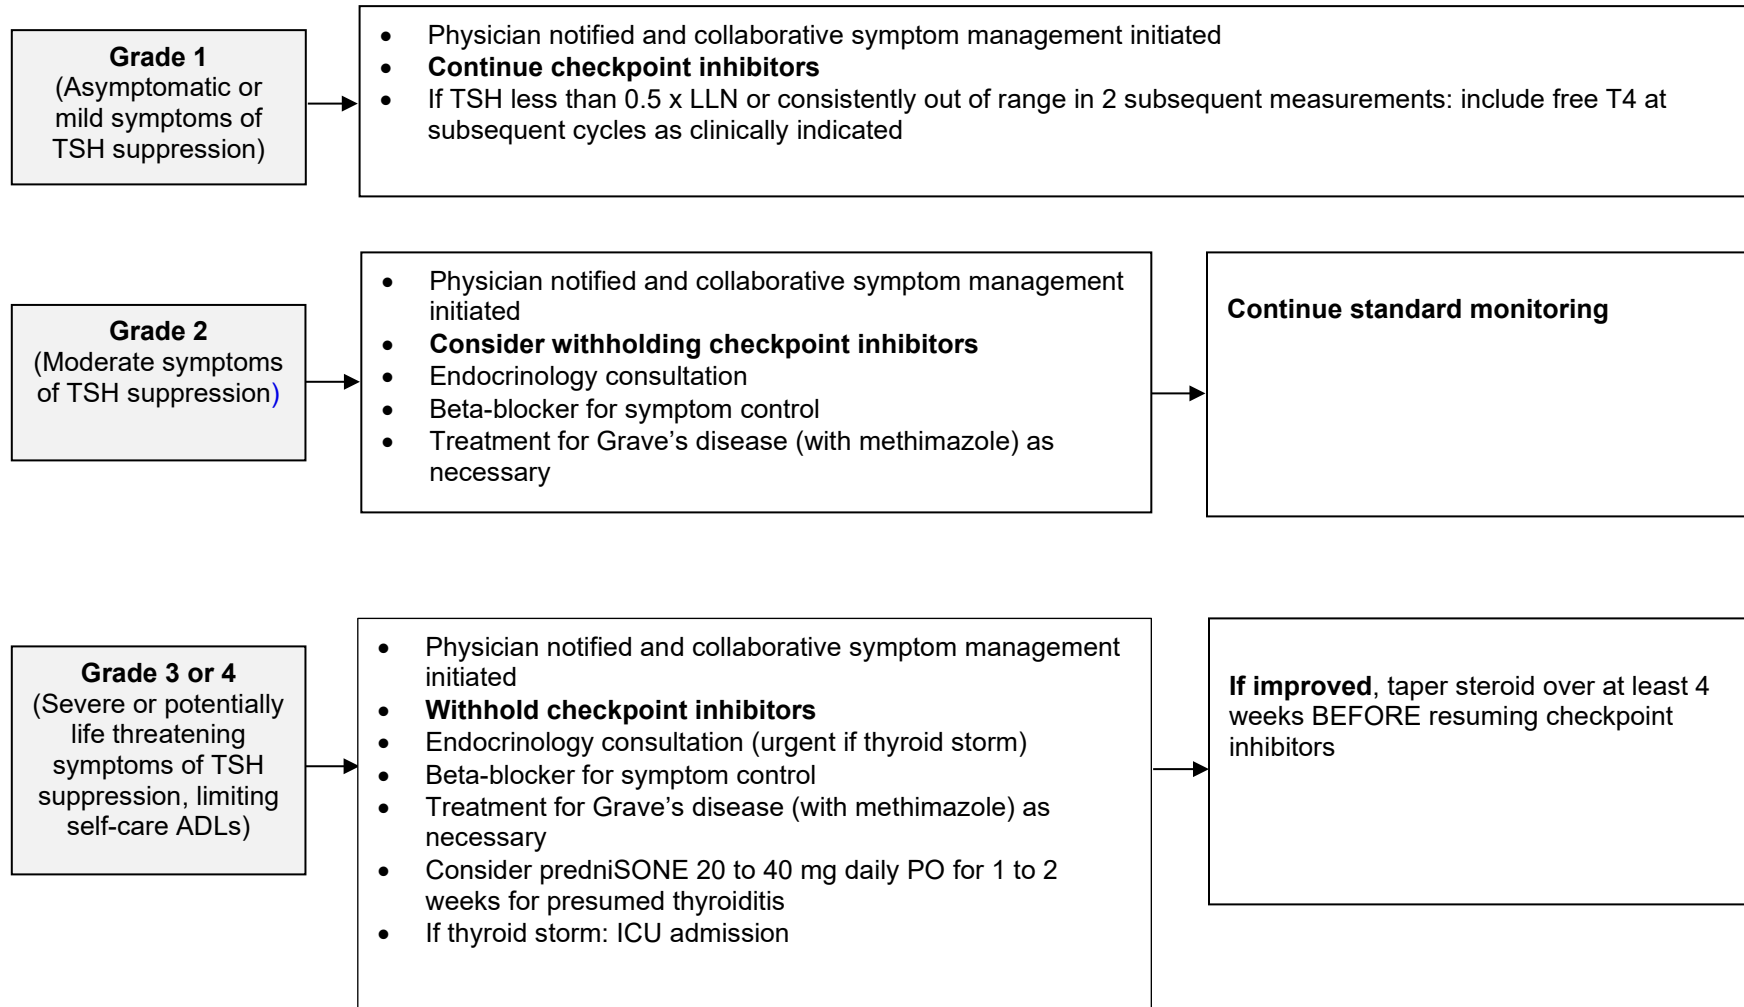 Grade 1
(Asymptomatic or
mild symptoms of
TSH suppression)
• Physician notified and collaborative symptom management initiated
• Continue checkpoint inhibitors
• If TSH less than 0.5 x LLN or consistently out of range in 2 subsequent measurements: include free T4 at
subsequent cycles as clinically indicated
Grade 2
(Moderate symptoms
of TSH suppression)
• Physician notified and collaborative symptom management
initiated
• Consider withholding checkpoint inhibitors
• Endocrinology consultation
• Beta-blocker for symptom control
• Treatment for Grave’s disease (with methimazole) as
necessary
Continue standard monitoring
Grade 3 or 4
(Severe or potentially
life threatening
symptoms of TSH
suppression, limiting
self-care ADLs)
• Physician notified and collaborative symptom management
initiated
• Withhold checkpoint inhibitors
• Endocrinology consultation (urgent if thyroid storm)
• Beta-blocker for symptom control
• Treatment for Grave’s disease (with methimazole) as
necessary
• Consider predniSONE 20 to 40 mg daily PO for 1 to 2
weeks for presumed thyroiditis
• If thyroid storm: ICU admission
If improved, taper steroid over at least 4
weeks BEFORE resuming checkpoint
inhibitors